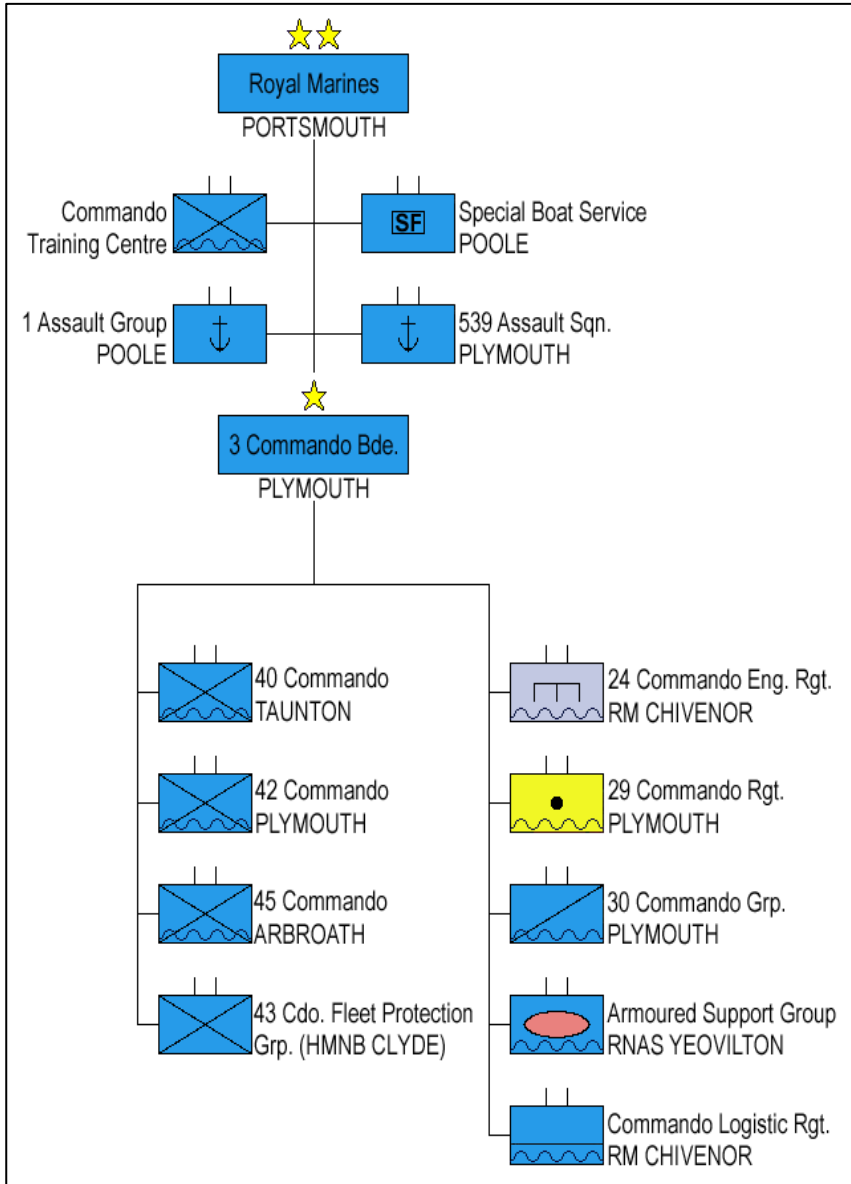 Royal Marines
PORTSMOUTH
Commando
Training Centre
SF
Special Boat Service
POOLE
1 Assault Group
POOLE
539 Assault Sqn.
PLYMOUTH
3 Commando Bde.
PLYMOUTH
40 Commando
TAUNTON
24 Commando Eng. Rgt.
RM CHIVENOR
42 Commando
PLYMOUTH
29 Commando Rgt.
PLYMOUTH
45 Commando
ARBROATH
30 Commando Grp.
PLYMOUTH
43 Cdo. Fleet Protection
Grp. (HMNB CLYDE)
Armoured Support Group
RNAS YEOVILTON
Commando Logistic Rgt.
RM CHIVENOR